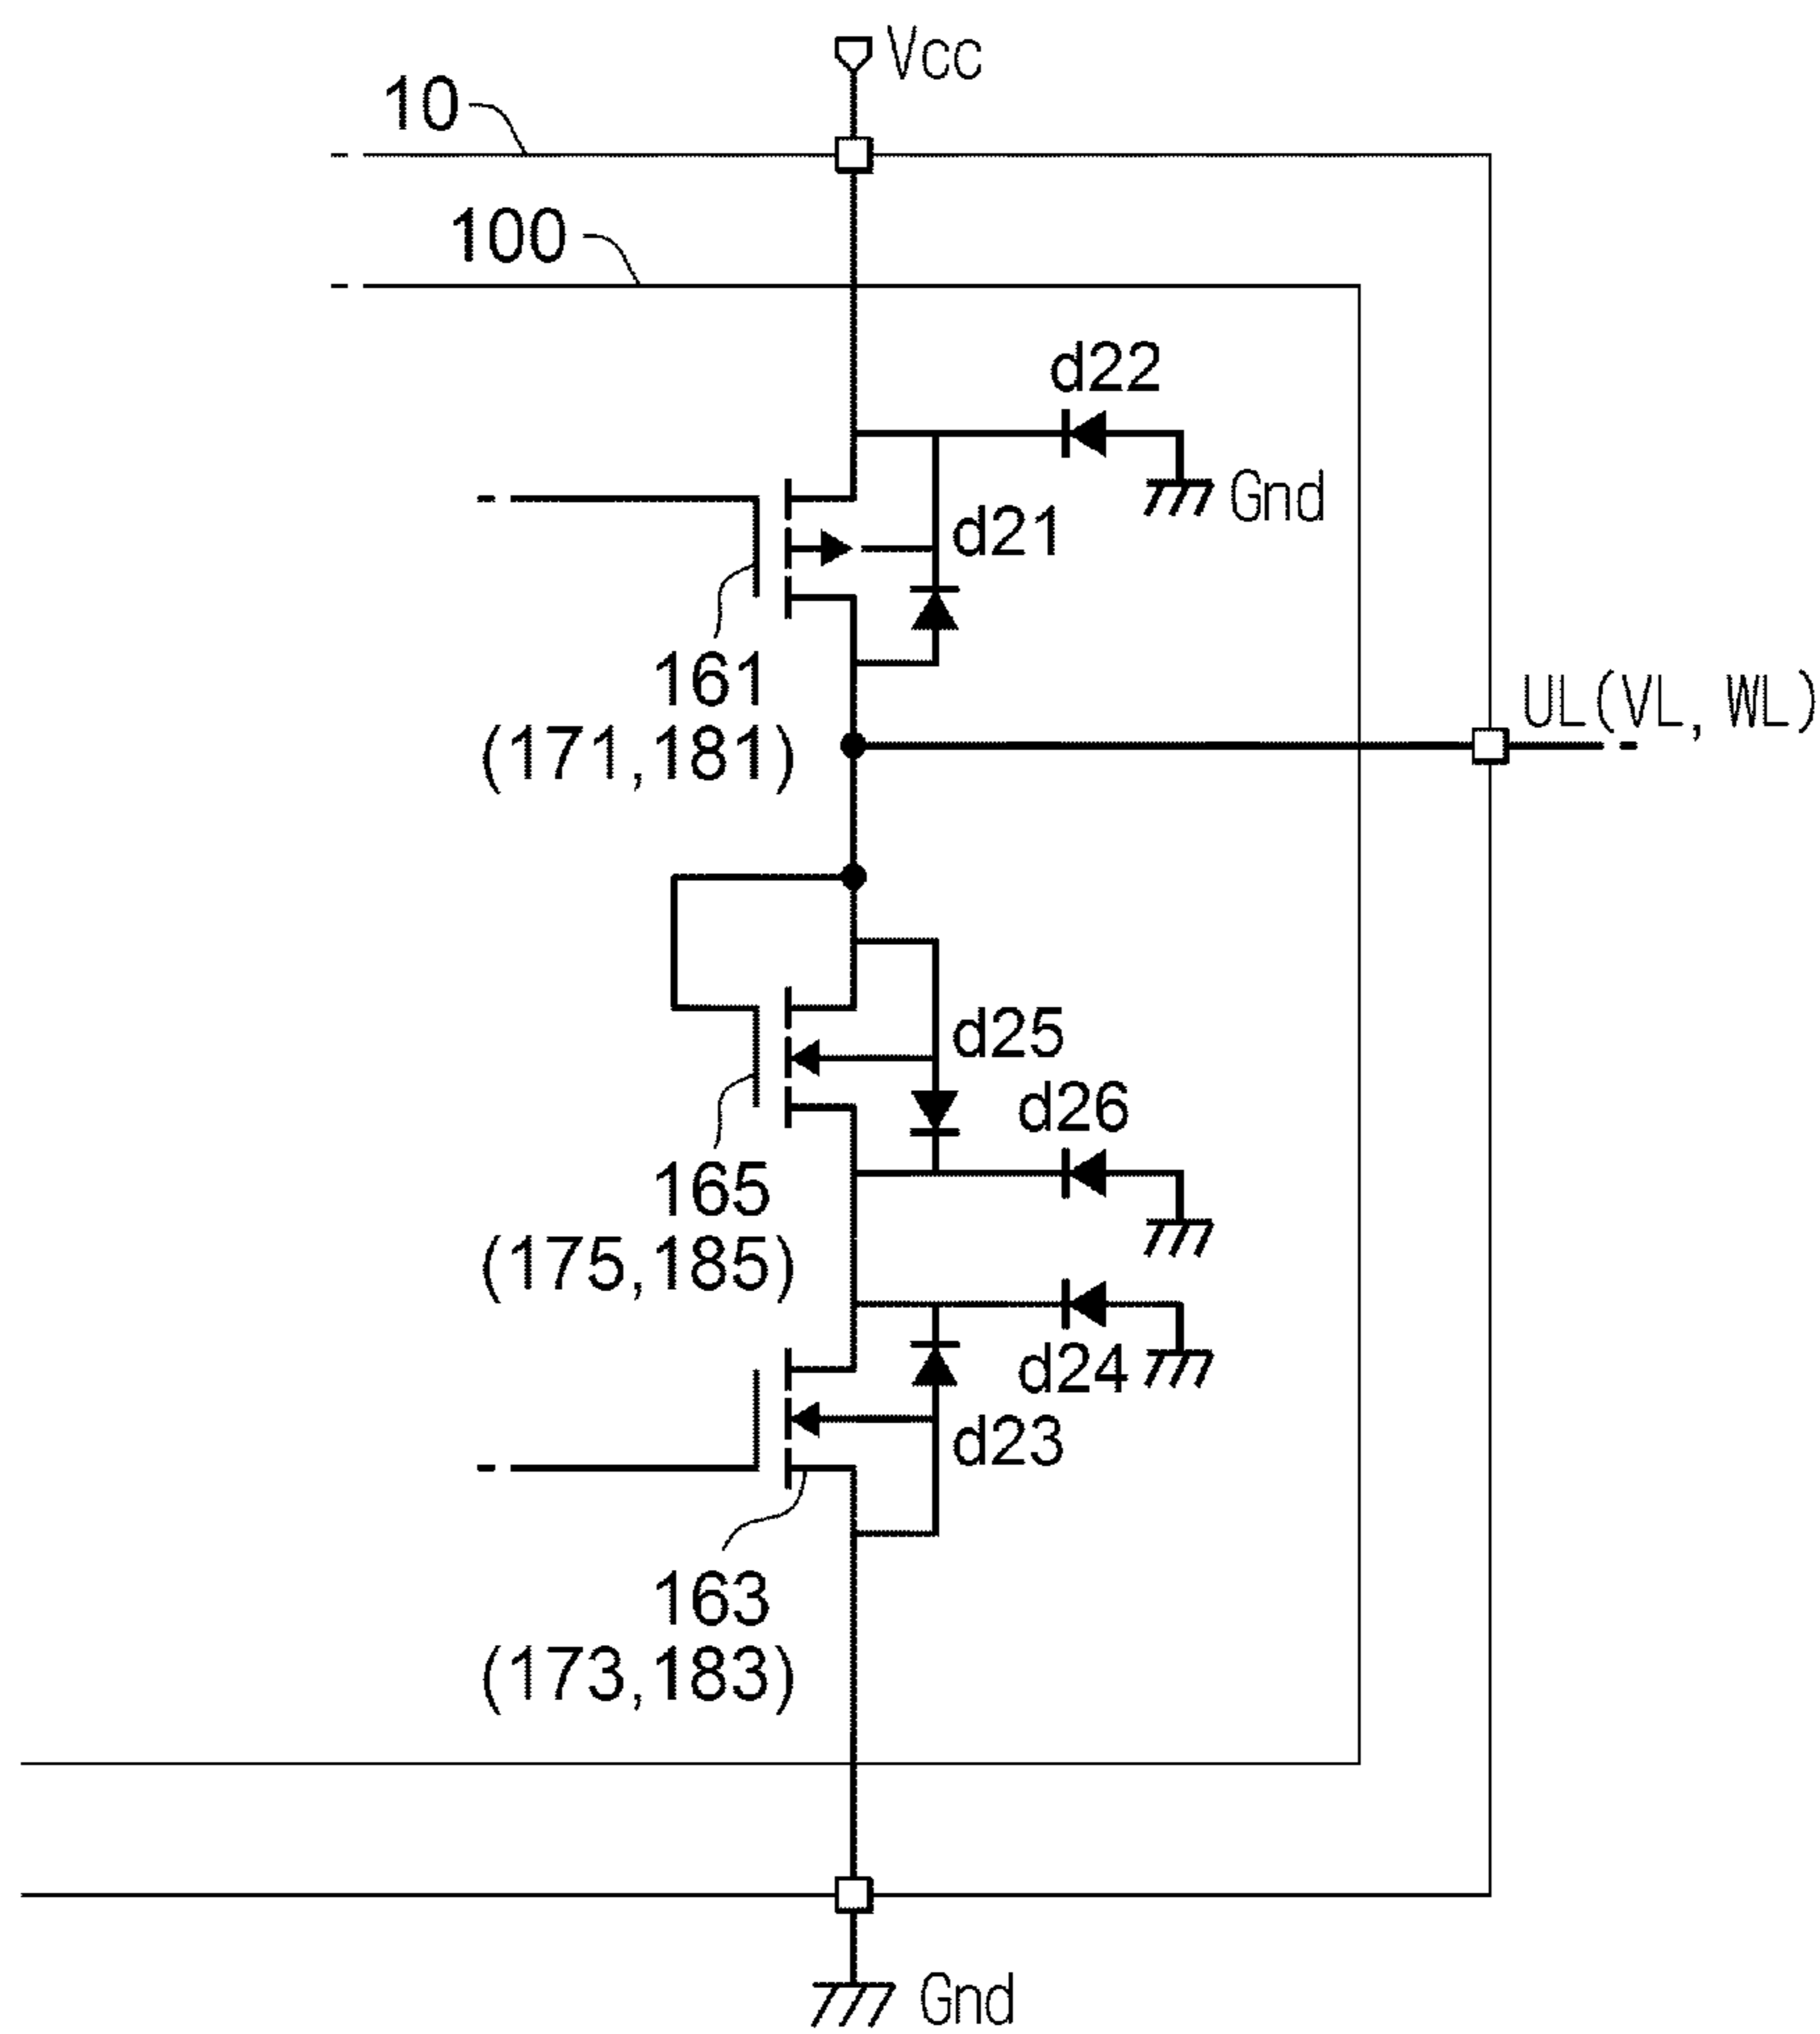 Vcc
10
100
d22
Gnd
d21
161
(171,181)
UL(VL, WL)
d25
d26
165
(175,185)
d24
d23
163
(173,183)
Gnd